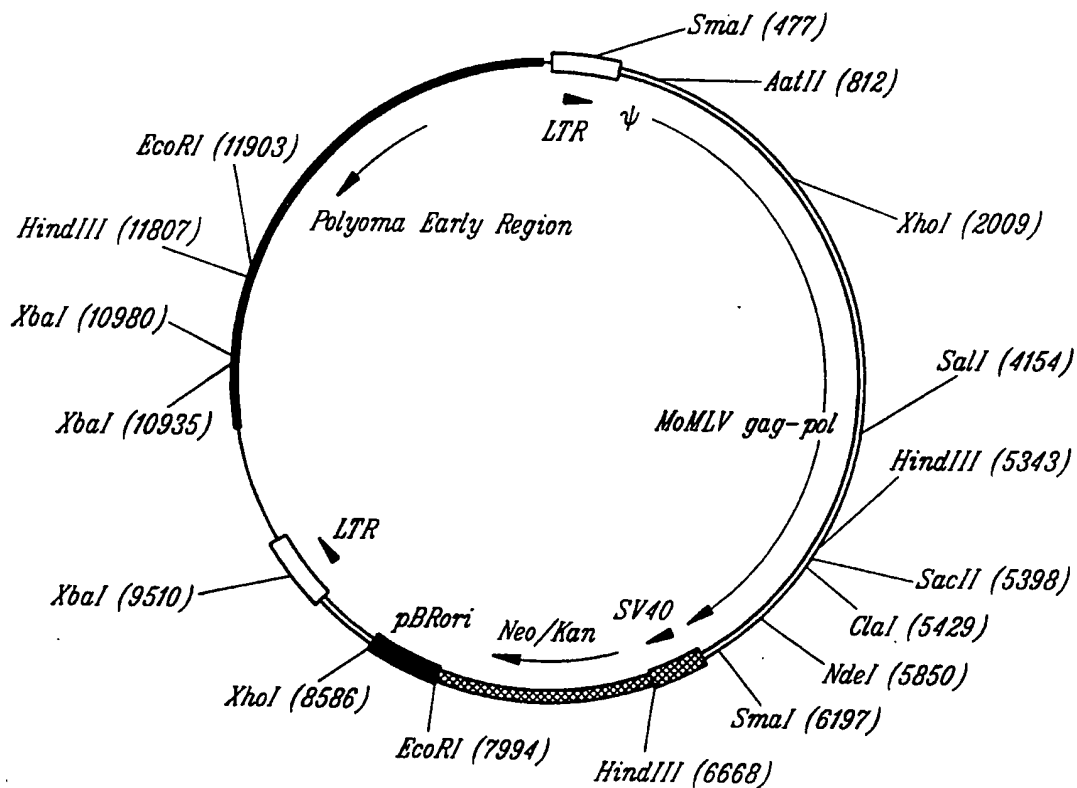 SmaI (477)
AatII (812)
LTR
ψ
EcoRI (11903)
Polyoma Early Region
XhoI (2009)
HindIII (11807)
XbaI (10980)
SalI (4154)
XbaI (10935)
MoMLV gag-pol
HindIII (5343)
LTR
SacII (5398)
XbaI (9510)
pBRori
Neo/Kan
SV40
ClaI (5429)
NdeI (5850)
XhoI (8586)
SmaI (6197)
EcoRI (7994)
HindIII (6668)